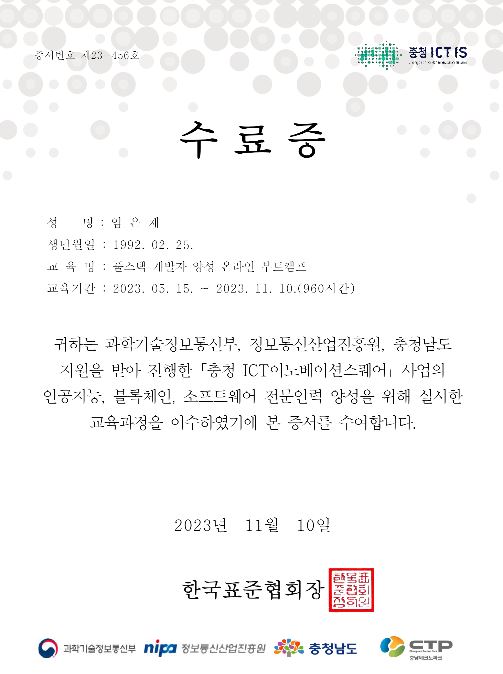 증서번호 제23-456호
충청 ICT iS
수료증
성 명 : 임은재
생년월일 : 1992. 02. 25.
교 육 명 : 풀스택 개발자 양성 온라인 부트캠프
교육기간 : 2023. 05. 15. ~ 2023. 11. 10.(960시간)
귀하는 과학기술정보통신부, 정보통신산업진흥원, 충청남도
지원을 받아 진행한 「충청 ICT이노베이션스퀘어」 사업의
인공지능, 블록체인, 소프트웨어 전문인력 양성을 위해 실시한
교육과정을 이수하였기에 본 증서를 수여합니다.
2023년 11월 10일
한국표준협회장
과학기술정보통신부 nipa 정보통신산업진흥원 충청남도 CTP
충남테크노파크